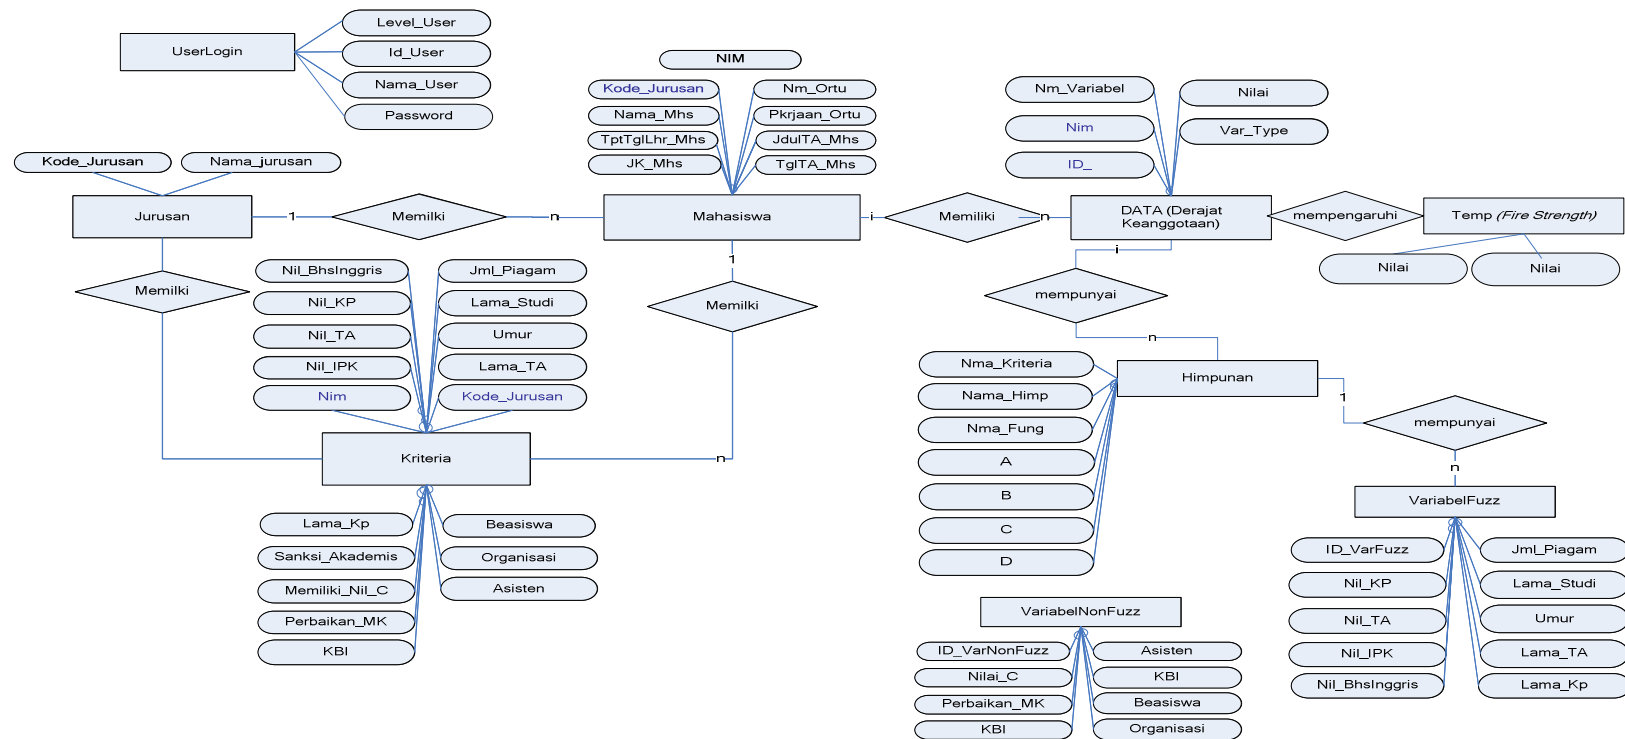 Level_User
UserLogin
Id_User
Nama_User
Password
NIM
Kode_Jurusan
Nm_Ortu
Nama_Mhs
Pkrjaan_Ortu
TptTglLhr_Mhs
JdulTA_Mhs
JK_Mhs
TglTA_Mhs
Nm_Variabel
Nilai
Nim
Var_Type
ID_
Kode_Jurusan
Nama_jurusan
Jurusan
1
Memilki
n
Mahasiswa
i
Memiliki
n
DATA (Derajat
Keanggotaan)
mempengaruhi
Temp (Fire Strength)
Nilai
Nilai
Memilki
Nil_BhsInggris
Jml_Piagam
Nil_KP
Lama_Studi
Nil_TA
Umur
Nil_IPK
Lama_TA
Nim
Kode_Jurusan
1
Memilki
n
Kriteria
Lama_Kp
Beasiswa
Sanksi_Akademis
Organisasi
Memiliki_Nil_C
Asisten
Perbaikan_MK
KBI
i
mempunyai
n
Himpunan
Nma_Kriteria
Nama_Himp
Nma_Fung
A
B
C
D
1
mempunyai
n
VariabelFuzz
ID_VarFuzz
Jml_Piagam
Nil_KP
Lama_Studi
Nil_TA
Umur
Nil_IPK
Lama_TA
Nil_BhsInggris
Lama_Kp
VariabelNonFuzz
ID_VarNonFuzz
Asisten
Nilai_C
KBI
Perbaikan_MK
Beasiswa
KBI
Organisasi